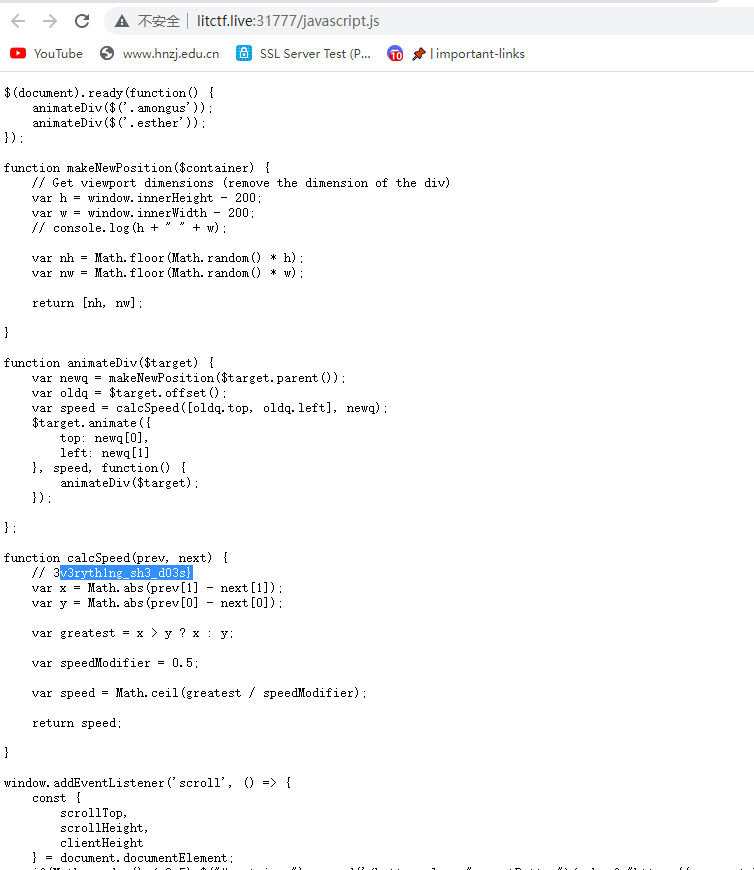 不安全 | litctf.live:31777/javascript.js
YouTube www.hnzj.edu.cn SSL Server Test (P... 10 | important-links
$(document).ready(function() {
    animateDiv($('.amongus'));
    animateDiv($('.esther'));
});
function makeNewPosition($container) {
    // Get viewport dimensions (remove the dimension of the div)
    var h = window.innerHeight - 200;
    var w = window.innerWidth - 200;
    // console.log(h + " " + w);
    var nh = Math.floor(Math.random() * h);
    var nw = Math.floor(Math.random() * w);
    return [nh, nw];
}
function animateDiv($target) {
    var newq = makeNewPosition($target.parent());
    var oldq = $target.offset();
    var speed = calcSpeed([oldq.top, oldq.left], newq);
    $target.animate({
        top: newq[0],
        left: newq[1]
    }, speed, function() {
        animateDiv($target);
    });
};
function calcSpeed(prev, next) {
    // 3v3ryth1ng_sh3_d03s}
    var x = Math.abs(prev[1] - next[1]);
    var y = Math.abs(prev[0] - next[0]);
    var greatest = x > y ? x : y;
    var speedModifier = 0.5;
    var speed = Math.ceil(greatest / speedModifier);
    return speed;
}
window.addEventListener('scroll', () => {
    const {
        scrollTop,
        scrollHeight,
        clientHeight
    } = document.documentElement;